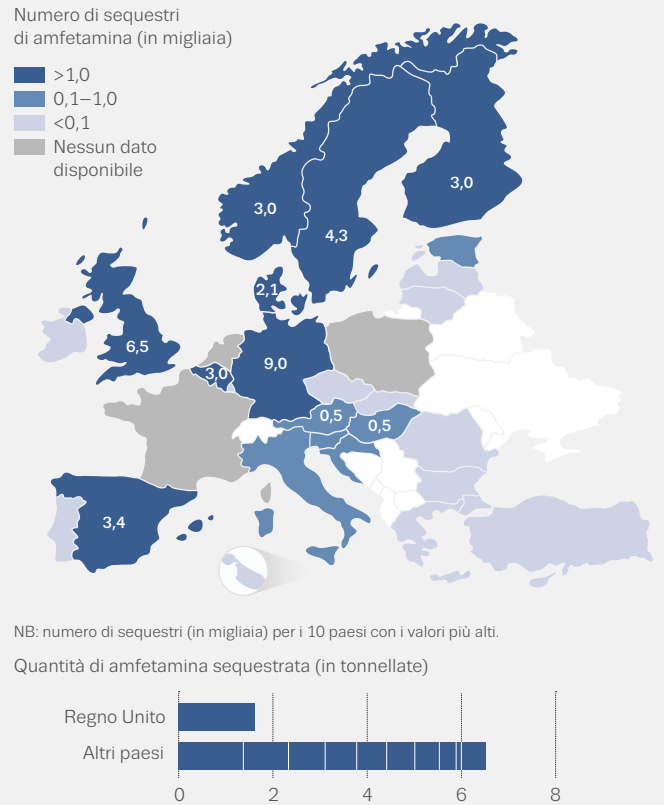 Numero di sequestri
di amfetamina (in migliaia)
>1,0
0,1–1,0
<0,1
Nessun dato
disponibile
3,0
3,0
4,3
2,1
6,5
3,0
9,0
0,5
0,5
3,4
NB: numero di sequestri (in migliaia) per i 10 paesi con i valori più alti.
Quantità di amfetamina sequestrata (in tonnellate)
Regno Unito
Altri paesi
0 2 4 6 8